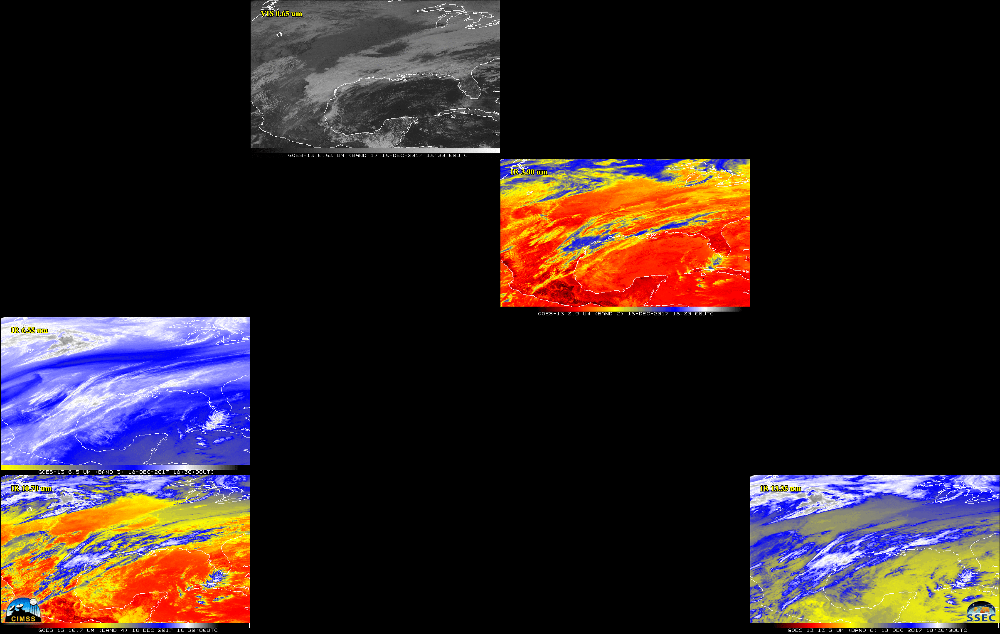 VIS 0.65 um
GOES-13 0.63 UM (BAND 1) 18-DEC-2017 18:30:00UTC
IR 3.90 um
GOES-13 3.9 UM (BAND 2) 18-DEC-2017 18:30:00UTC
IR 6.55 um
GOES-13 6.5 UM (BAND 3) 18-DEC-2017 18:30:00UTC
IR 10.70 um
CIMSS
GOES-13 10.7 UM (BAND 4) 18-DEC-2017 18:30:00UTC
IR 13.35 um
SSEC
GOES-13 13.3 UM (BAND 6) 18-DEC-2017 18:30:00UTC